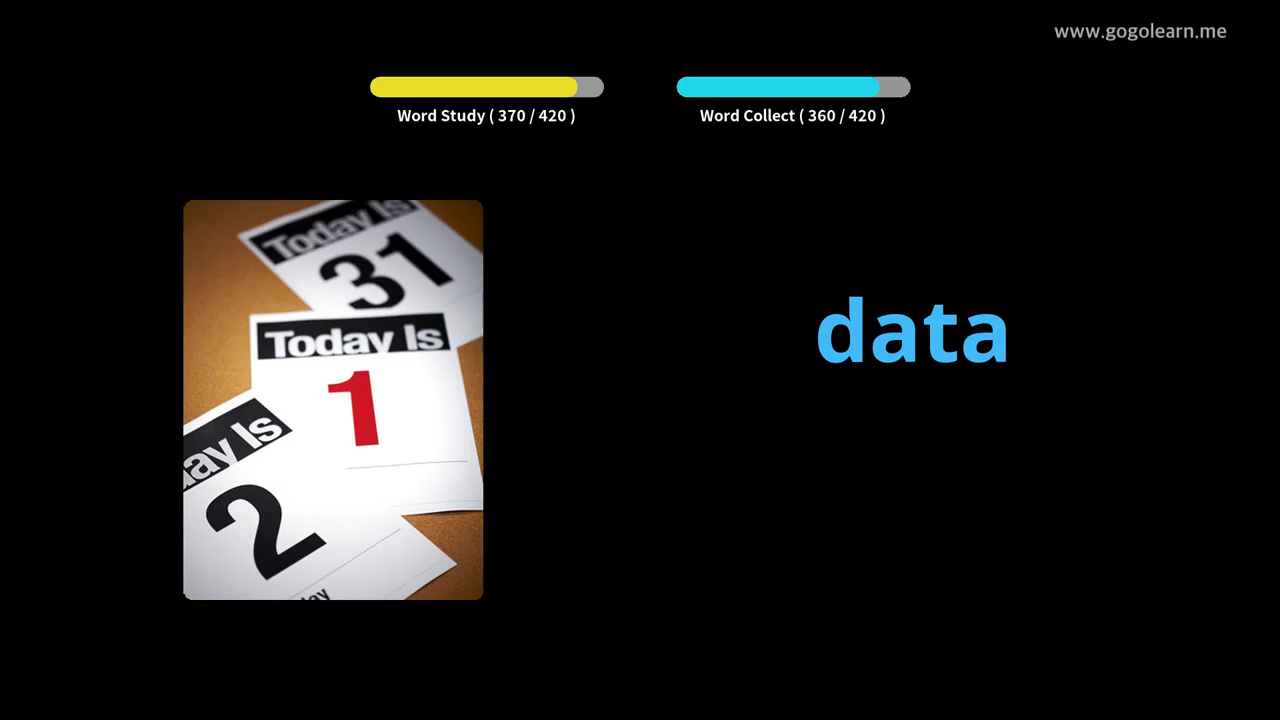 www.gogolearn.me
Word Study ( 370 / 420 )
Word Collect ( 360 / 420 )
Today Is
31
Today Is
1
ay Is
2
data